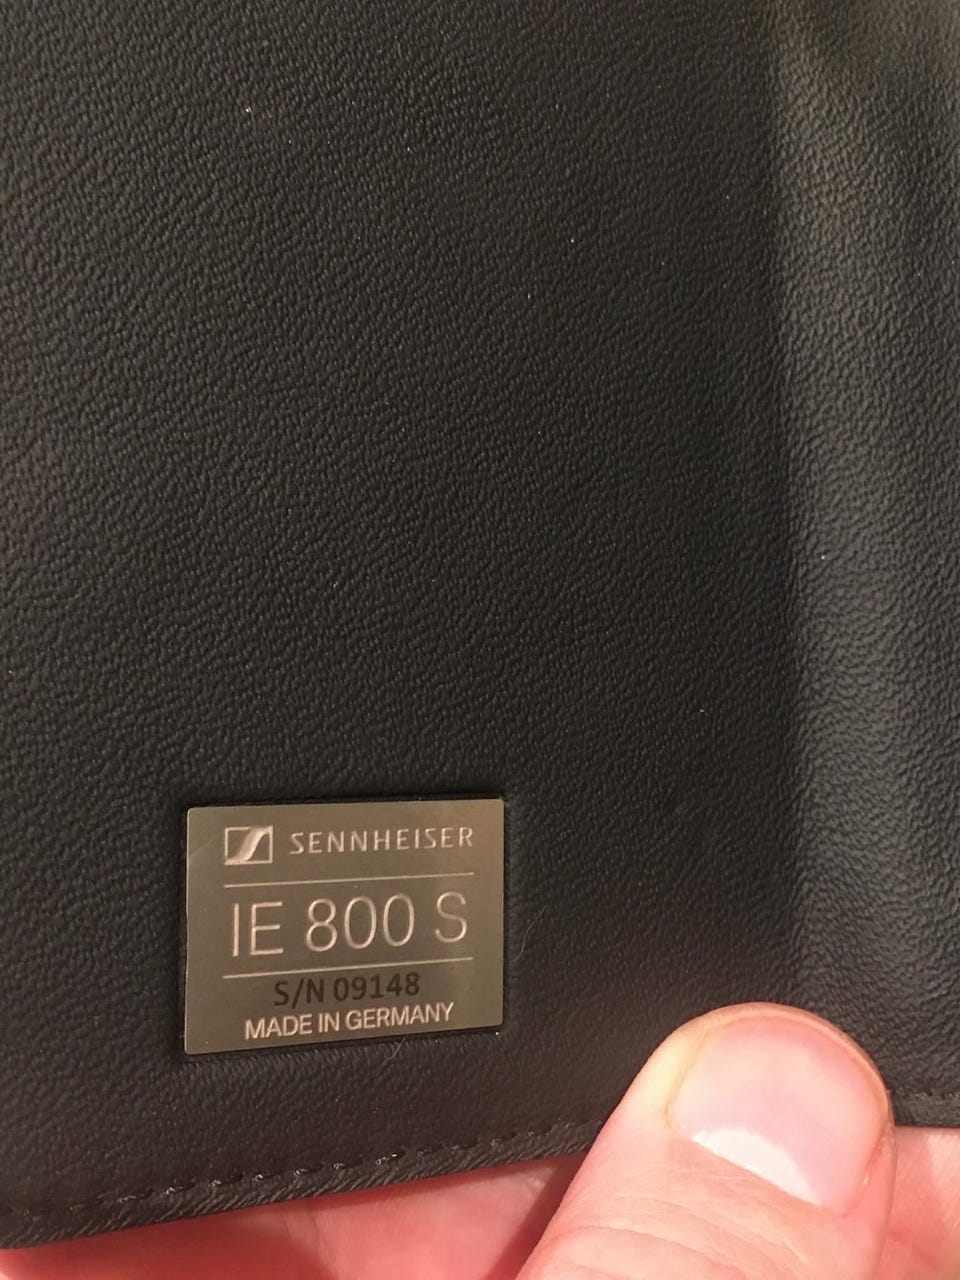 SENNHEISER
IE 800 S
S/N 09148
MADE IN GERMANY